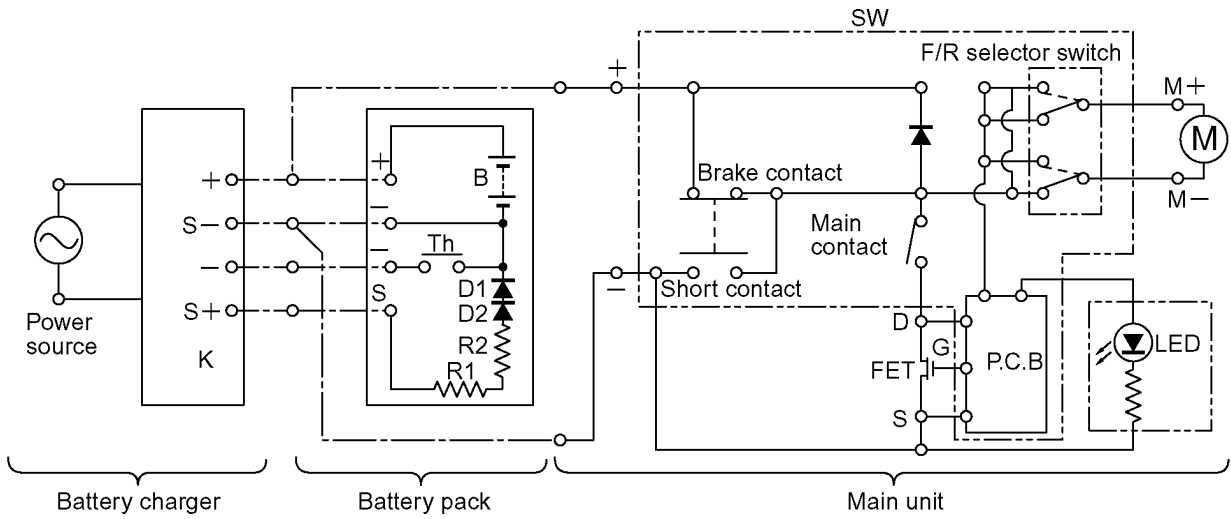 SW
F/R selector switch
+
M+
M
M−
+
S−
−
S+
K
Power
source
+
−
−
S
B
Th
D1
D2
R2
R1
+
−
Brake contact
Main
contact
Short contact
D
G
FET
S
P.C.B
LED
Battery charger
Battery pack
Main unit